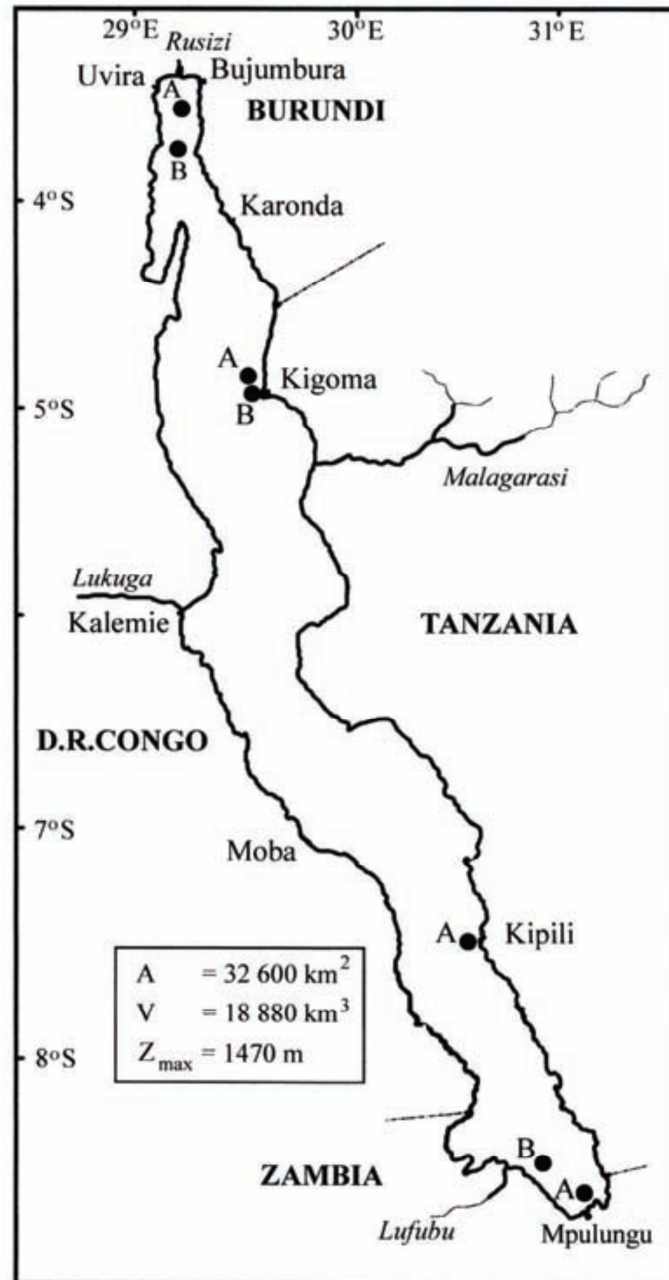 29°E 30°E 31°E
Rusizi
Uvira Bujumbura
A
BURUNDI
B
4°S
Karonda
A
Kigoma
B
5°S
Malagarasi
Lukuga
Kalemie
TANZANIA
D.R.CONGO
7°S
Moba
A Kipili
A = 32 600 km²
V = 18 880 km³
Zmax = 1470 m
8°S
B
ZAMBIA
A
Lufubu
Mpulungu